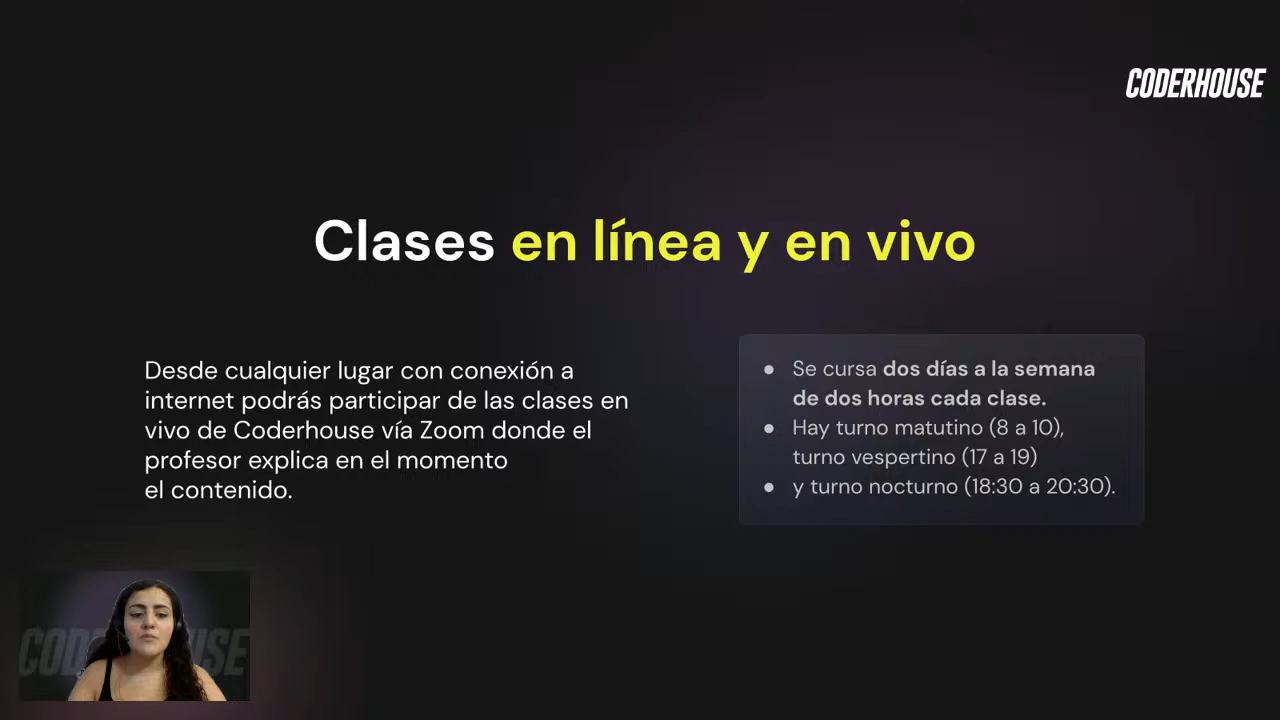 CODERHOUSE
Clases en línea y en vivo
Desde cualquier lugar con conexión a
internet podrás participar de las clases en
vivo de Coderhouse vía Zoom donde el
profesor explica en el momento
el contenido.
● Se cursa dos días a la semana
de dos horas cada clase.
● Hay turno matutino (8 a 10),
turno vespertino (17 a 19)
● y turno nocturno (18:30 a 20:30).
CODERHOUSE